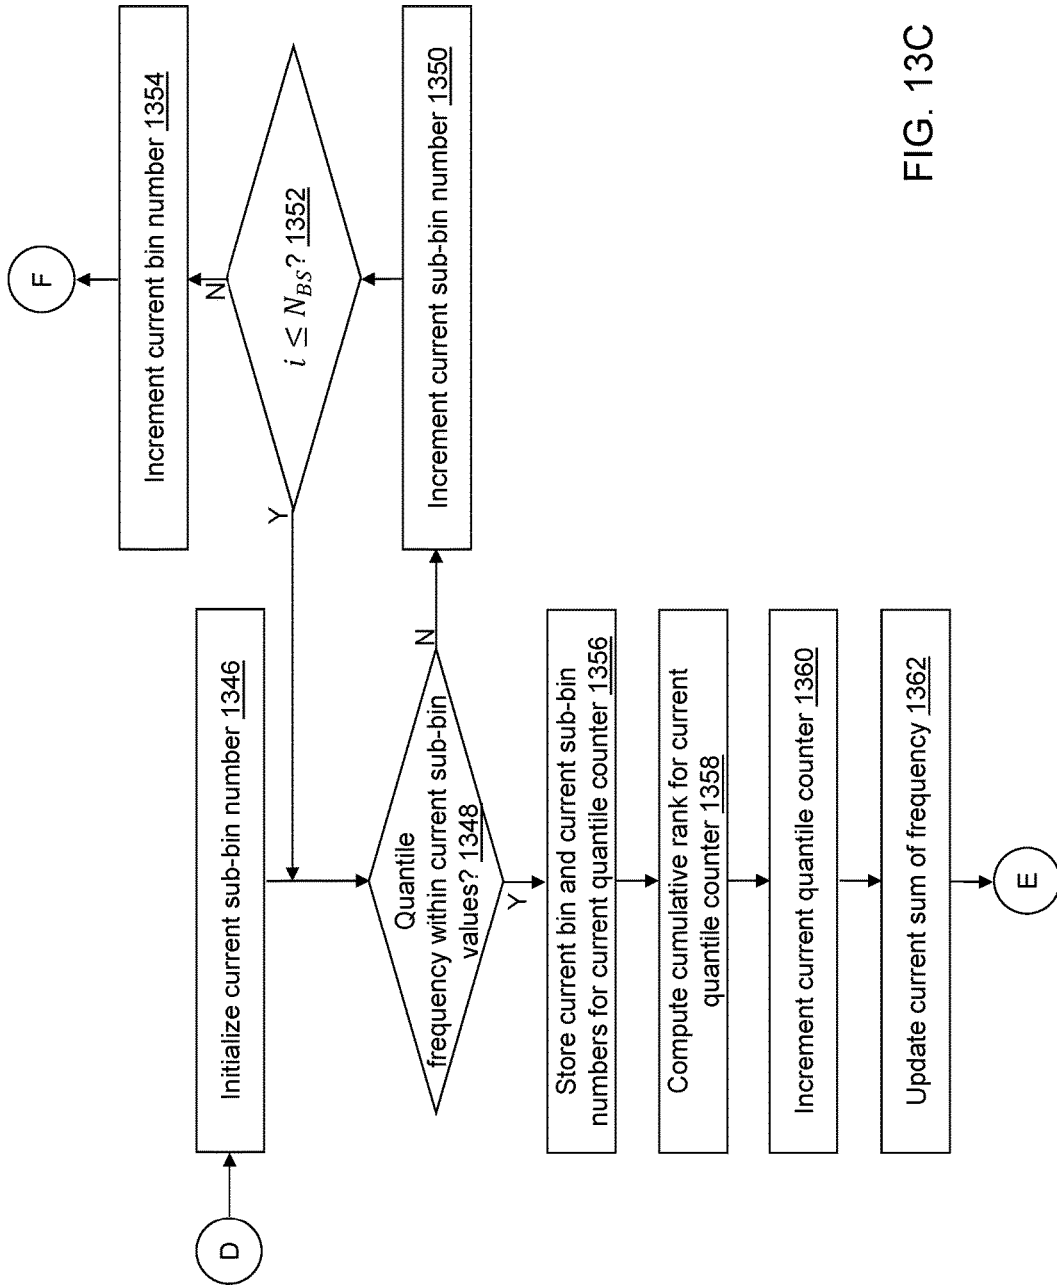 D
Initialize current sub-bin number 1346
Quantile
frequency within current sub-bin
values? 1348
Y
N
Store current bin and current sub-bin
numbers for current quantile counter 1356
Compute cumulative rank for current
quantile counter 1358
Increment current quantile counter 1360
Update current sum of frequency 1362
E
Increment current sub-bin number 1350
i ≤ N_{BS}? 1352
Y
N
Increment current bin number 1354
F
FIG. 13C